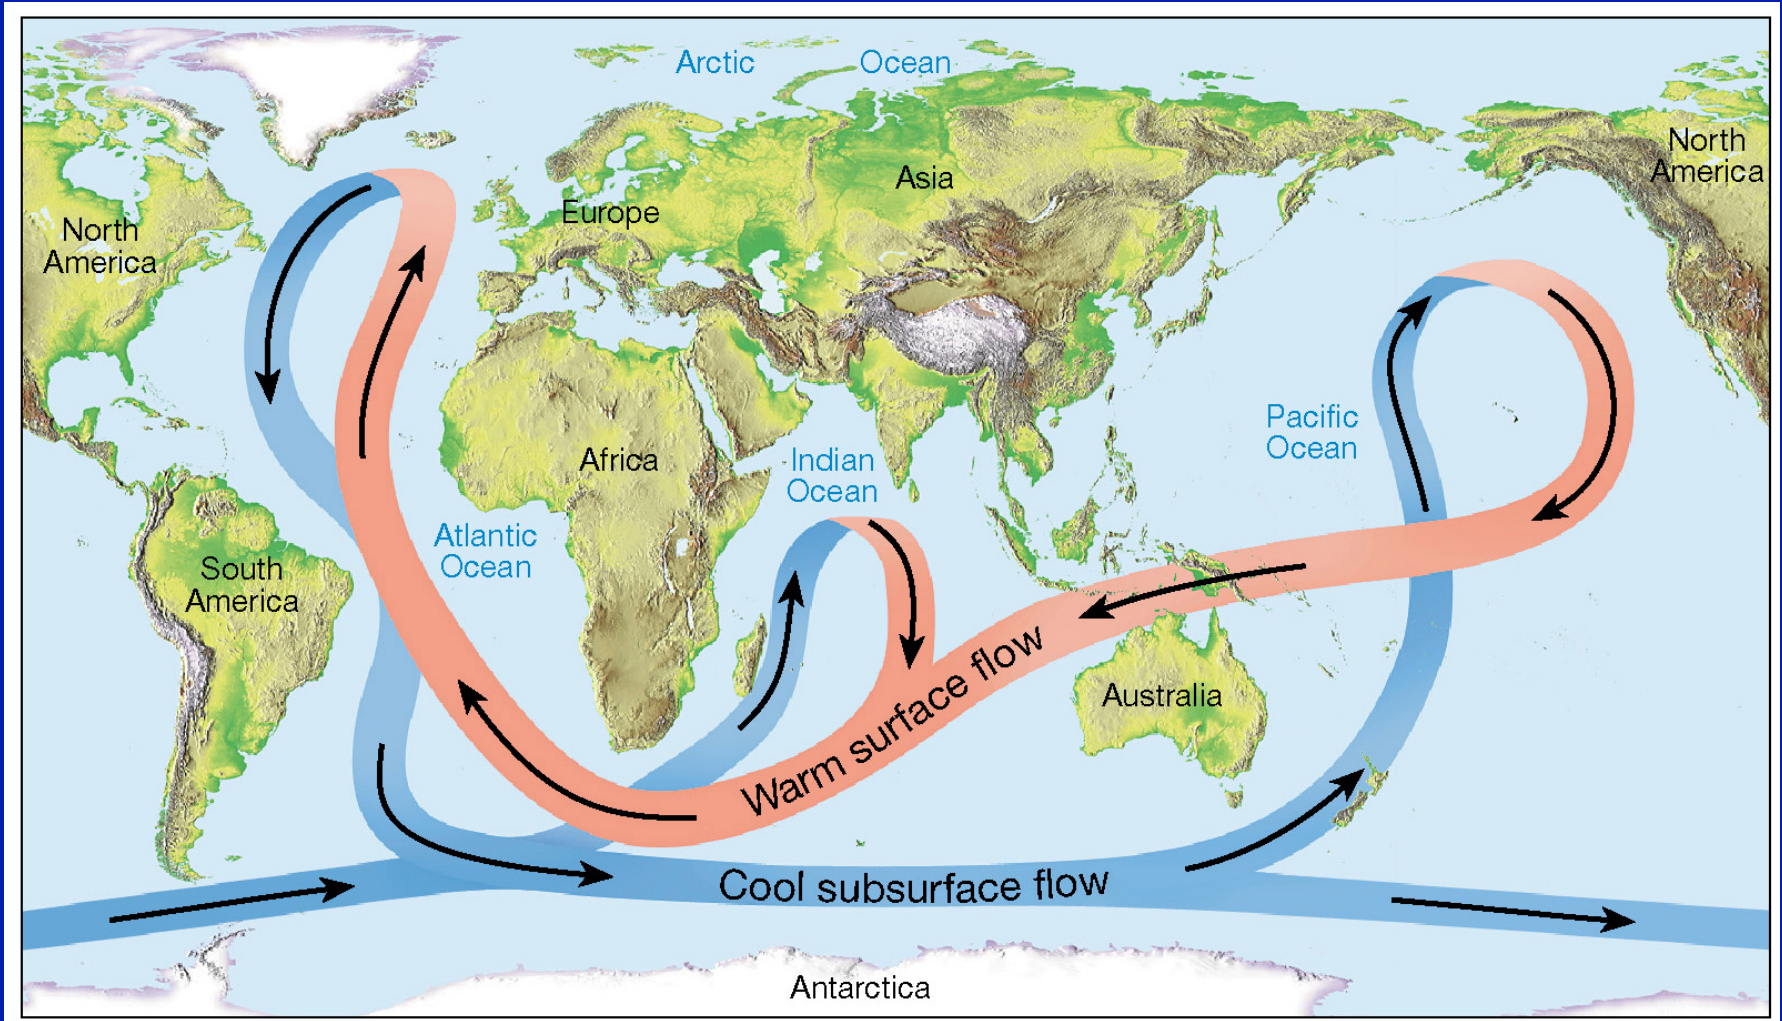 Arctic Ocean
North
America
Asia
Europe
North
America
Pacific
Ocean
Africa
Indian
Ocean
Atlantic
Ocean
South
America
Australia
Warm surface flow
Cool subsurface flow
Antarctica